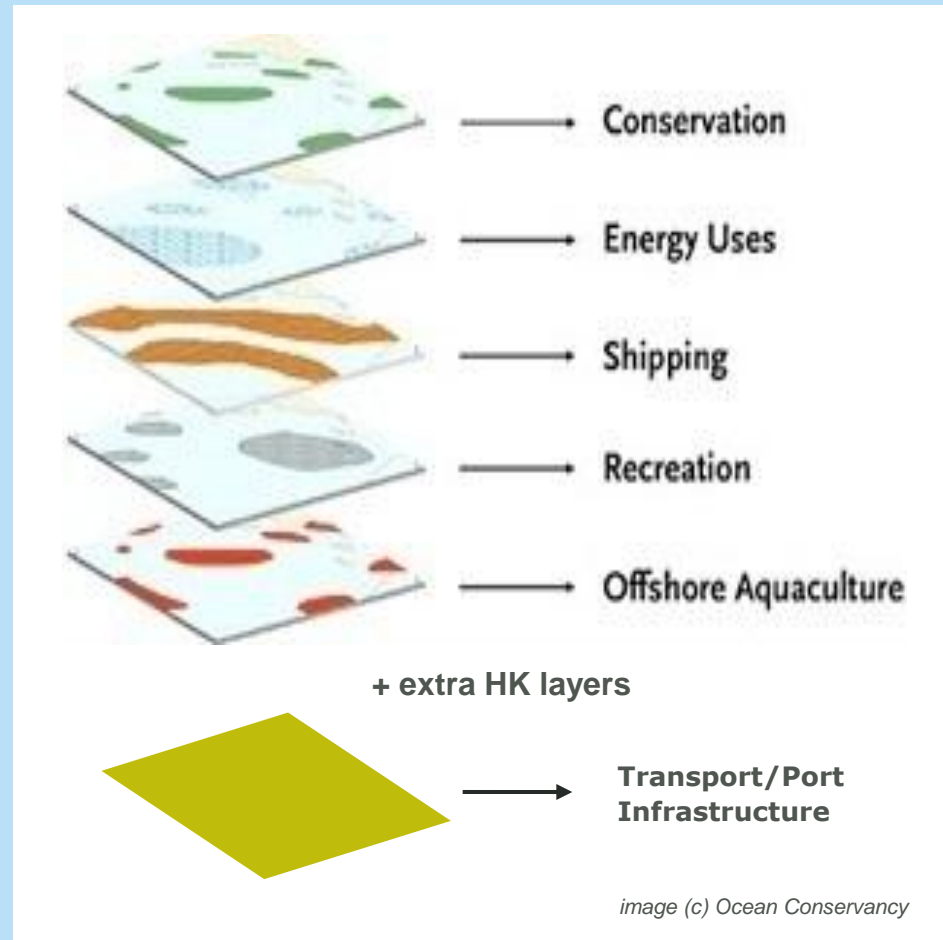 Conservation
Energy Uses
Shipping
Recreation
Offshore Aquaculture
+ extra HK layers
Transport/Port
Infrastructure
image (c) Ocean Conservancy